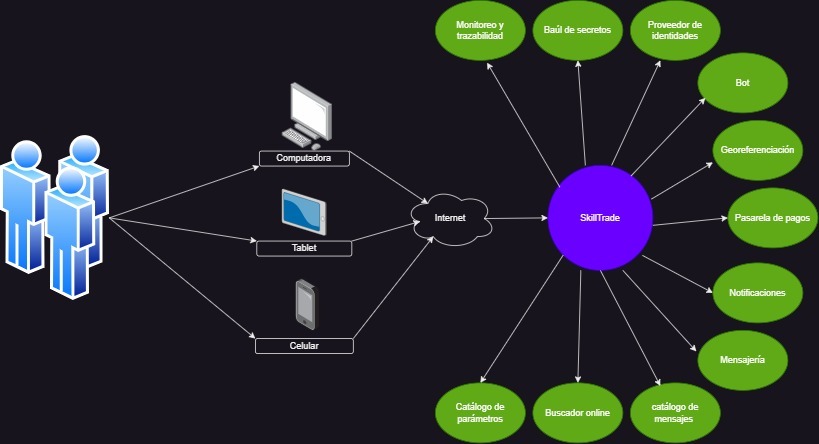 Monitoreo y
trazabilidad
Baúl de secretos
Proveedor de
identidades
Bot
Georeferenciación
Computadora
Tablet
Celular
Internet
SkillTrade
Pasarela de pagos
Notificaciones
Mensajería
Catálogo de
parámetros
Buscador online
catálogo de
mensajes